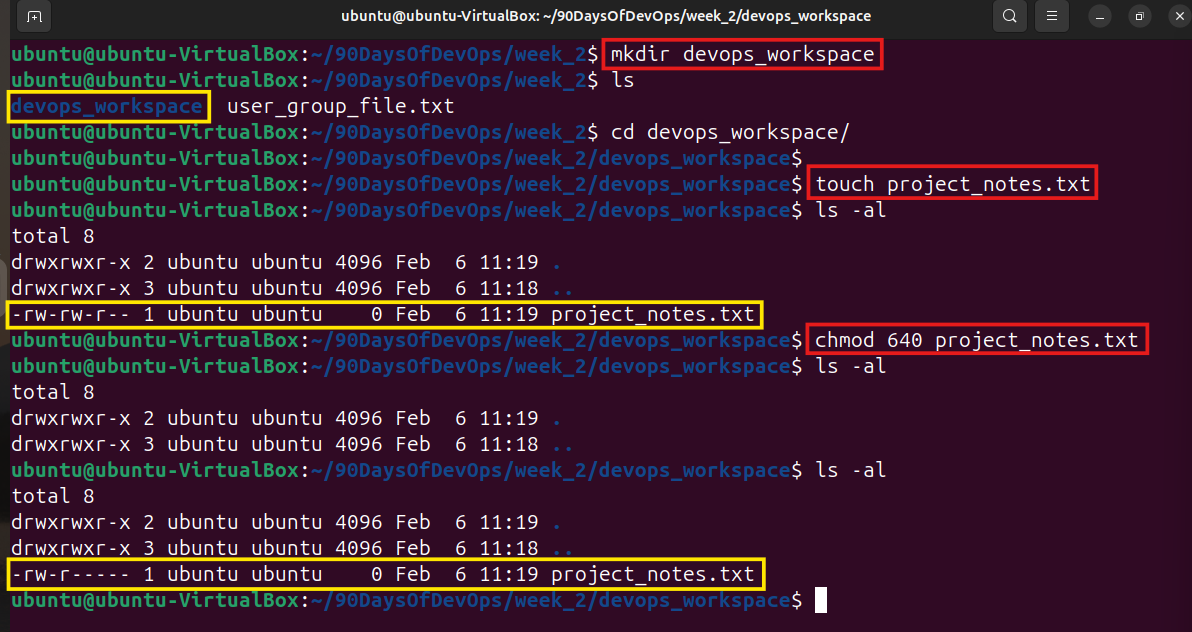 ubuntu@ubuntu-VirtualBox: ~/90DaysOfDevOps/week_2/devops_workspace
ubuntu@ubuntu-VirtualBox:~/90DaysOfDevOps/week_2$ mkdir devops_workspace
ubuntu@ubuntu-VirtualBox:~/90DaysOfDevOps/week_2$ ls
devops_workspace  user_group_file.txt
ubuntu@ubuntu-VirtualBox:~/90DaysOfDevOps/week_2$ cd devops_workspace/
ubuntu@ubuntu-VirtualBox:~/90DaysOfDevOps/week_2/devops_workspace$
ubuntu@ubuntu-VirtualBox:~/90DaysOfDevOps/week_2/devops_workspace$ touch project_notes.txt
ubuntu@ubuntu-VirtualBox:~/90DaysOfDevOps/week_2/devops_workspace$ ls -al
total 8
drwxrwxr-x 2 ubuntu ubuntu 4096 Feb  6 11:19 .
drwxrwxr-x 3 ubuntu ubuntu 4096 Feb  6 11:18 ..
-rw-rw-r-- 1 ubuntu ubuntu    0 Feb  6 11:19 project_notes.txt
ubuntu@ubuntu-VirtualBox:~/90DaysOfDevOps/week_2/devops_workspace$ chmod 640 project_notes.txt
ubuntu@ubuntu-VirtualBox:~/90DaysOfDevOps/week_2/devops_workspace$ ls -al
total 8
drwxrwxr-x 2 ubuntu ubuntu 4096 Feb  6 11:19 .
drwxrwxr-x 3 ubuntu ubuntu 4096 Feb  6 11:18 ..
ubuntu@ubuntu-VirtualBox:~/90DaysOfDevOps/week_2/devops_workspace$ ls -al
total 8
drwxrwxr-x 2 ubuntu ubuntu 4096 Feb  6 11:19 .
drwxrwxr-x 3 ubuntu ubuntu 4096 Feb  6 11:18 ..
-rw-r----- 1 ubuntu ubuntu    0 Feb  6 11:19 project_notes.txt
ubuntu@ubuntu-VirtualBox:~/90DaysOfDevOps/week_2/devops_workspace$